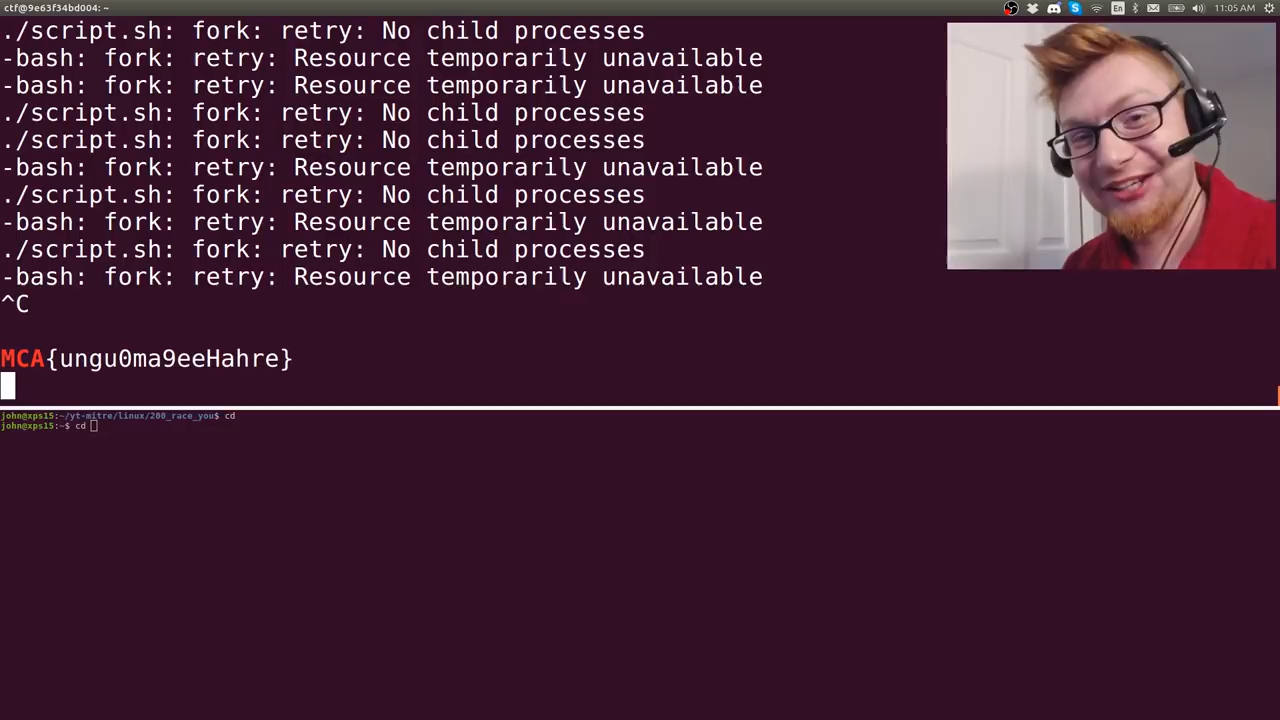 ctf@9e63f34bd004: ~
En
11:05 AM
./script.sh: fork: retry: No child processes
-bash: fork: retry: Resource temporarily unavailable
-bash: fork: retry: Resource temporarily unavailable
./script.sh: fork: retry: No child processes
./script.sh: fork: retry: No child processes
-bash: fork: retry: Resource temporarily unavailable
./script.sh: fork: retry: No child processes
-bash: fork: retry: Resource temporarily unavailable
./script.sh: fork: retry: No child processes
-bash: fork: retry: Resource temporarily unavailable
^C
MCA{ungu0ma9eeHahre}
john@xps15:~/yt-mitre/linux/200_race_you$ cd
john@xps15:~$ cd